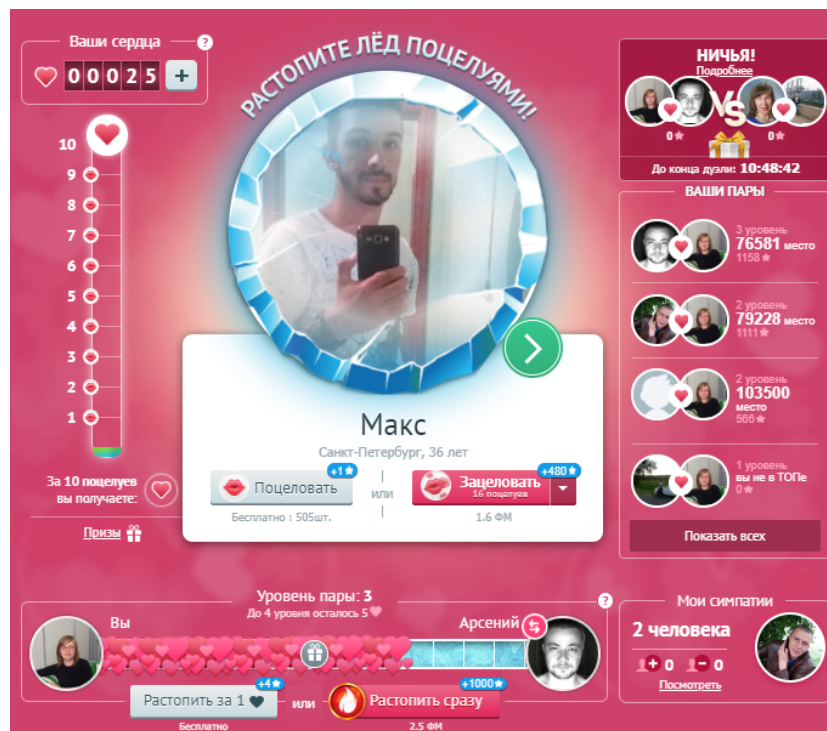 Ваши сердца
?
00025
+
РАСТОПИТЕ ЛЁД ПОЦЕЛУЯМИ!
10
9
8
7
6
5
4
3
2
1
За 10 поцелуев
вы получаете:
Призы
Макс
Санкт-Петербург, 36 лет
+1
Поцеловать
Бесплатно : 505шт.
или
+480
Зацеловать
16 поцелуев
1.6 ФМ
НИЧЬЯ!
Подробнее
VS
0
0
До конца дуэли: 10:48:42
ВАШИ ПАРЫ
3 уровень
76581 место
1158
2 уровень
79228 место
1111
2 уровень
103500
место
566
1 уровень
вы не в ТОПе
0
Показать всех
Уровень пары: 3
До 4 уровня осталось 5
?
Вы
Арсений
+4
Растопить за 1
Бесплатно
или
+1000
Растопить сразу
2.5 ФМ
Мои симпатии
2 человека
+ 0
- 0
Посмотреть